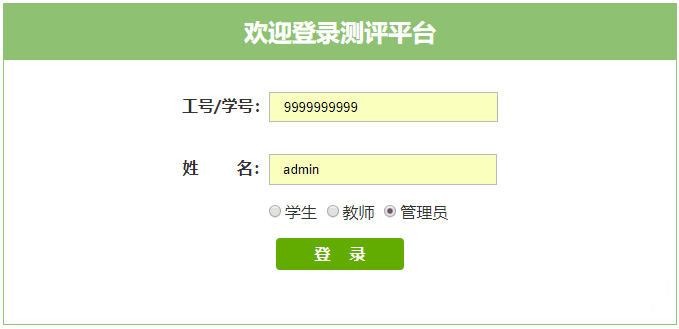 欢迎登录测评平台
工号/学号： 9999999999
姓 名： admin
学生 教师 管理员
登 录